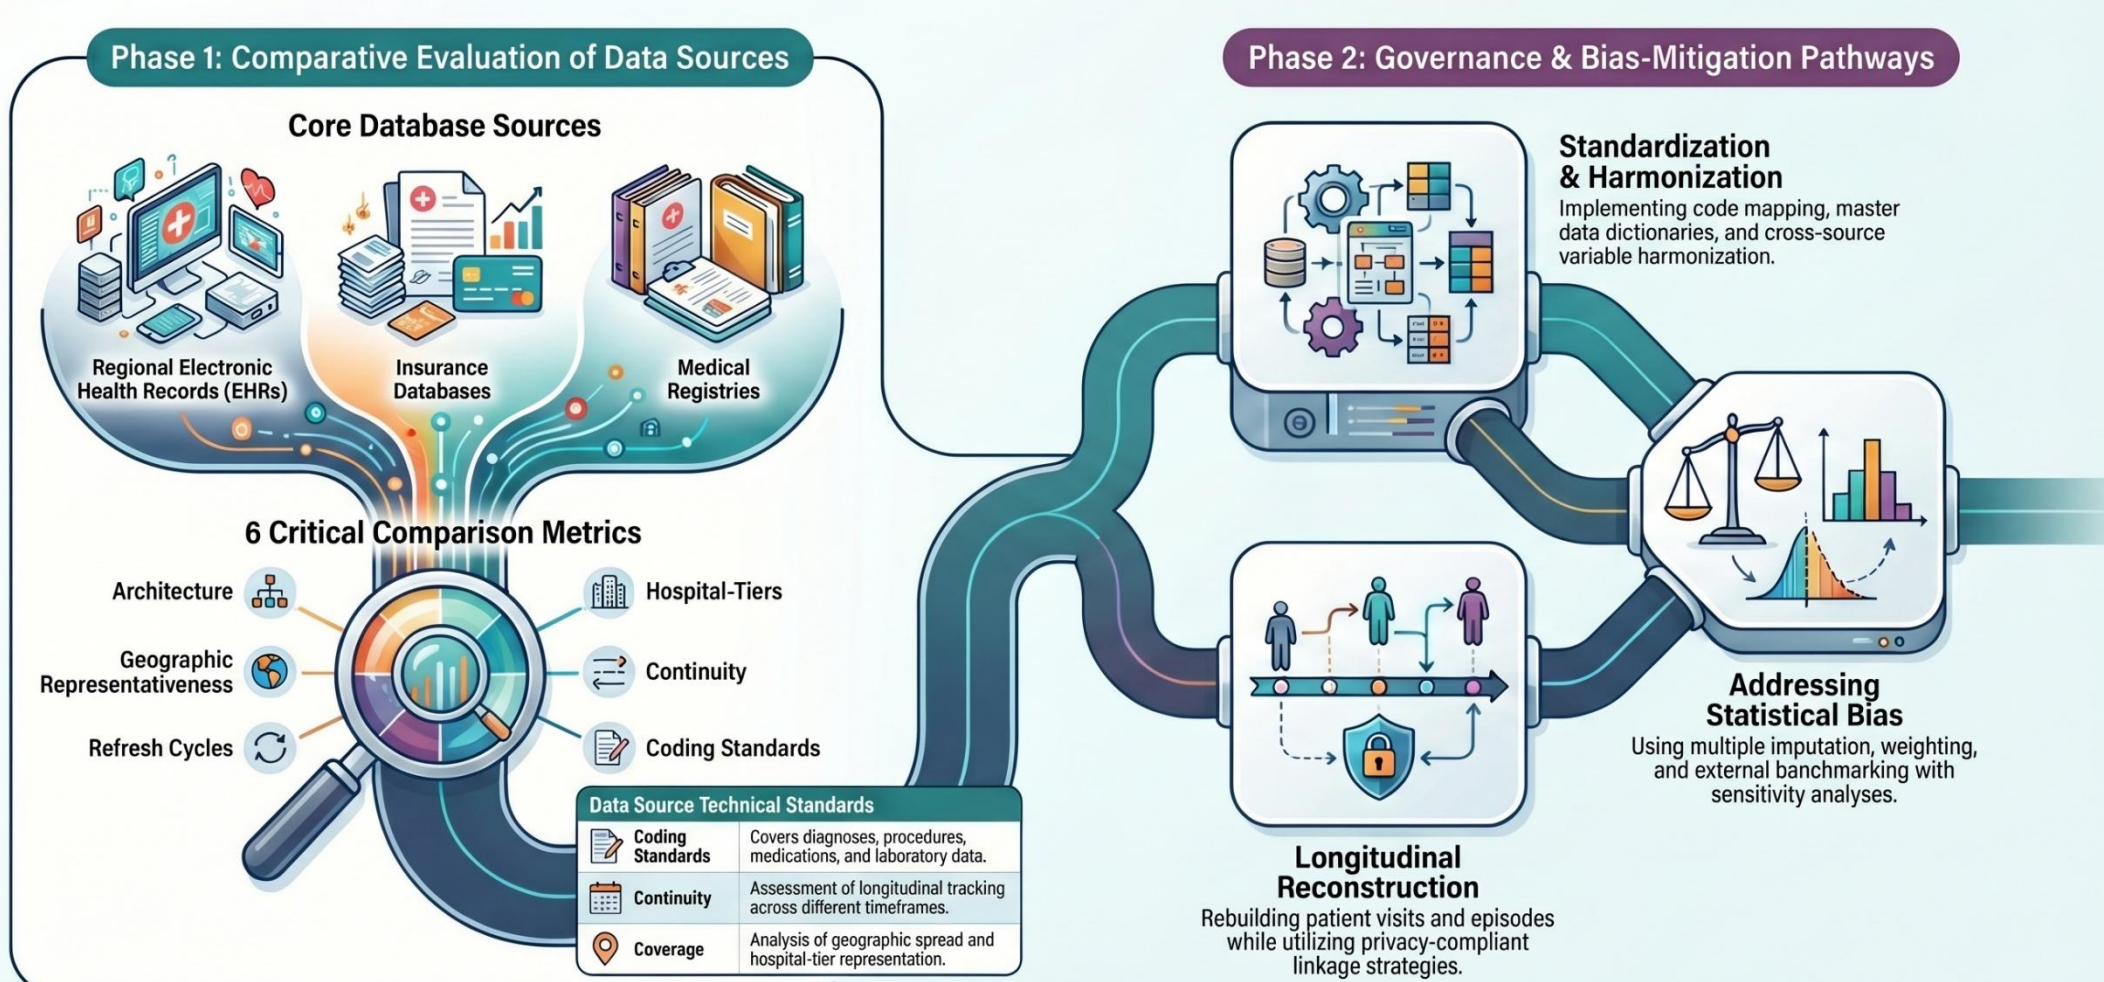 Phase 1: Comparative Evaluation of Data Sources
Core Database Sources
Regional Electronic
Health Records (EHRs)
Insurance
Databases
Medical
Registries
6 Critical Comparison Metrics
Architecture
Geographic
Representativeness
Refresh Cycles
Hospital-Tiers
Continuity
Coding Standards
Data Source Technical Standards
Coding
Standards
Covers diagnoses, procedures,
medications, and laboratory data.
Continuity
Assessment of longitudinal tracking
across different timeframes.
Coverage
Analysis of geographic spread and
hospital-tier representation.
Phase 2: Governance & Bias-Mitigation Pathways
Standardization
& Harmonization
Implementing code mapping, master
data dictionaries, and cross-source
variable harmonization.
Longitudinal
Reconstruction
Rebuilding patient visits and episodes
while utilizing privacy-compliant
linkage strategies.
Addressing
Statistical Bias
Using multiple imputation, weighting,
and external banchmarking with
sensitivity analyses.